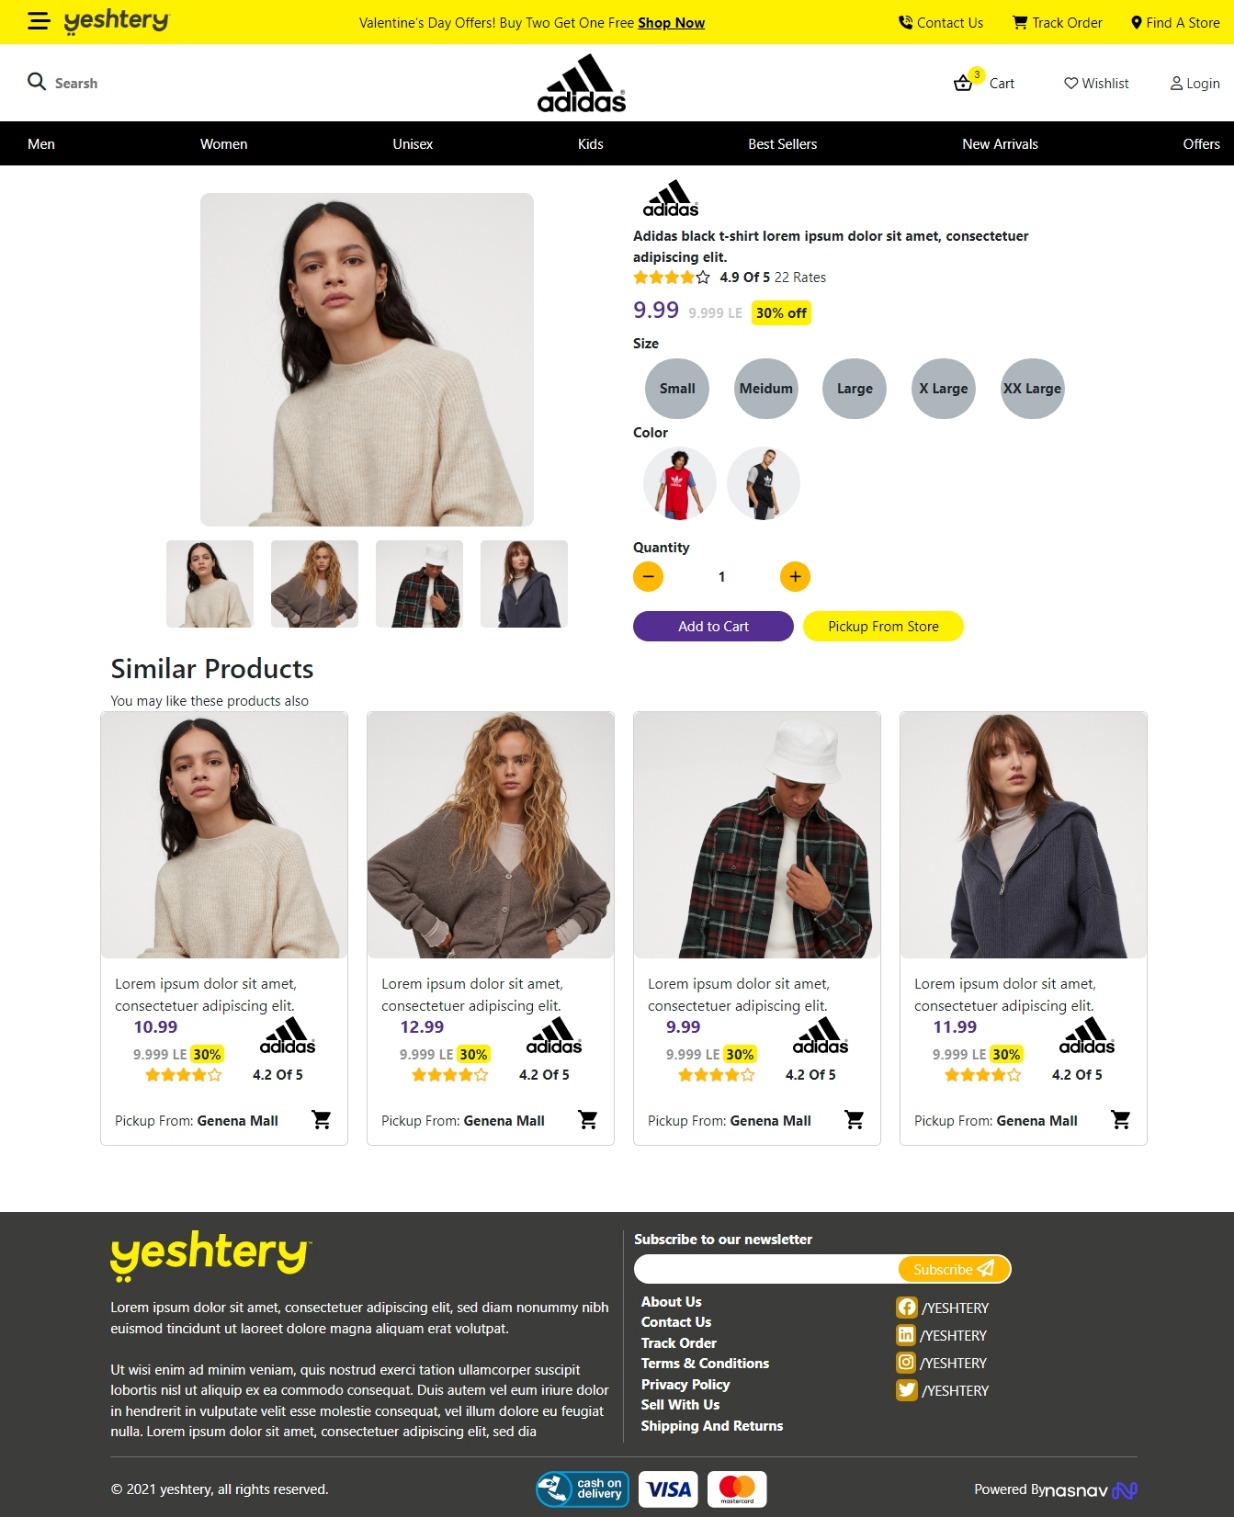 yeshtery
Valentine's Day Offers! Buy Two Get One Free Shop Now
Contact Us
Track Order
Find A Store
Searsh
adidas
3
Cart
Wishlist
Login
Men
Women
Unisex
Kids
Best Sellers
New Arrivals
Offers
adidas
Adidas black t-shirt lorem ipsum dolor sit amet, consectetuer
adipiscing elit.
4.9 Of 5 22 Rates
9.99 9.999 LE 30% off
Size
Small
Meidum
Large
X Large
XX Large
Color
Quantity
1
Add to Cart
Pickup From Store
Similar Products
You may like these products also
Lorem ipsum dolor sit amet,
consectetuer adipiscing elit.
10.99
adidas
9.999 LE 30%
4.2 Of 5
Pickup From: Genena Mall
Lorem ipsum dolor sit amet,
consectetuer adipiscing elit.
12.99
adidas
9.999 LE 30%
4.2 Of 5
Pickup From: Genena Mall
Lorem ipsum dolor sit amet,
consectetuer adipiscing elit.
9.99
adidas
9.999 LE 30%
4.2 Of 5
Pickup From: Genena Mall
Lorem ipsum dolor sit amet,
consectetuer adipiscing elit.
11.99
adidas
9.999 LE 30%
4.2 Of 5
Pickup From: Genena Mall
yeshtery
Lorem ipsum dolor sit amet, consectetuer adipiscing elit, sed diam nonummy nibh
euismod tincidunt ut laoreet dolore magna aliquam erat volutpat.
Ut wisi enim ad minim veniam, quis nostrud exerci tation ullamcorper suscipit
lobortis nisl ut aliquip ex ea commodo consequat. Duis autem vel eum iriure dolor
in hendrerit in vulputate velit esse molestie consequat, vel illum dolore eu feugiat
nulla. Lorem ipsum dolor sit amet, consectetuer adipiscing elit, sed dia
Subscribe to our newsletter
Subscribe
About Us
Contact Us
Track Order
Terms & Conditions
Privacy Policy
Sell With Us
Shipping And Returns
/YESHTERY
/YESHTERY
/YESHTERY
/YESHTERY
© 2021 yeshtery, all rights reserved.
cash on
delivery
VISA
mastercard
Powered By nasnav